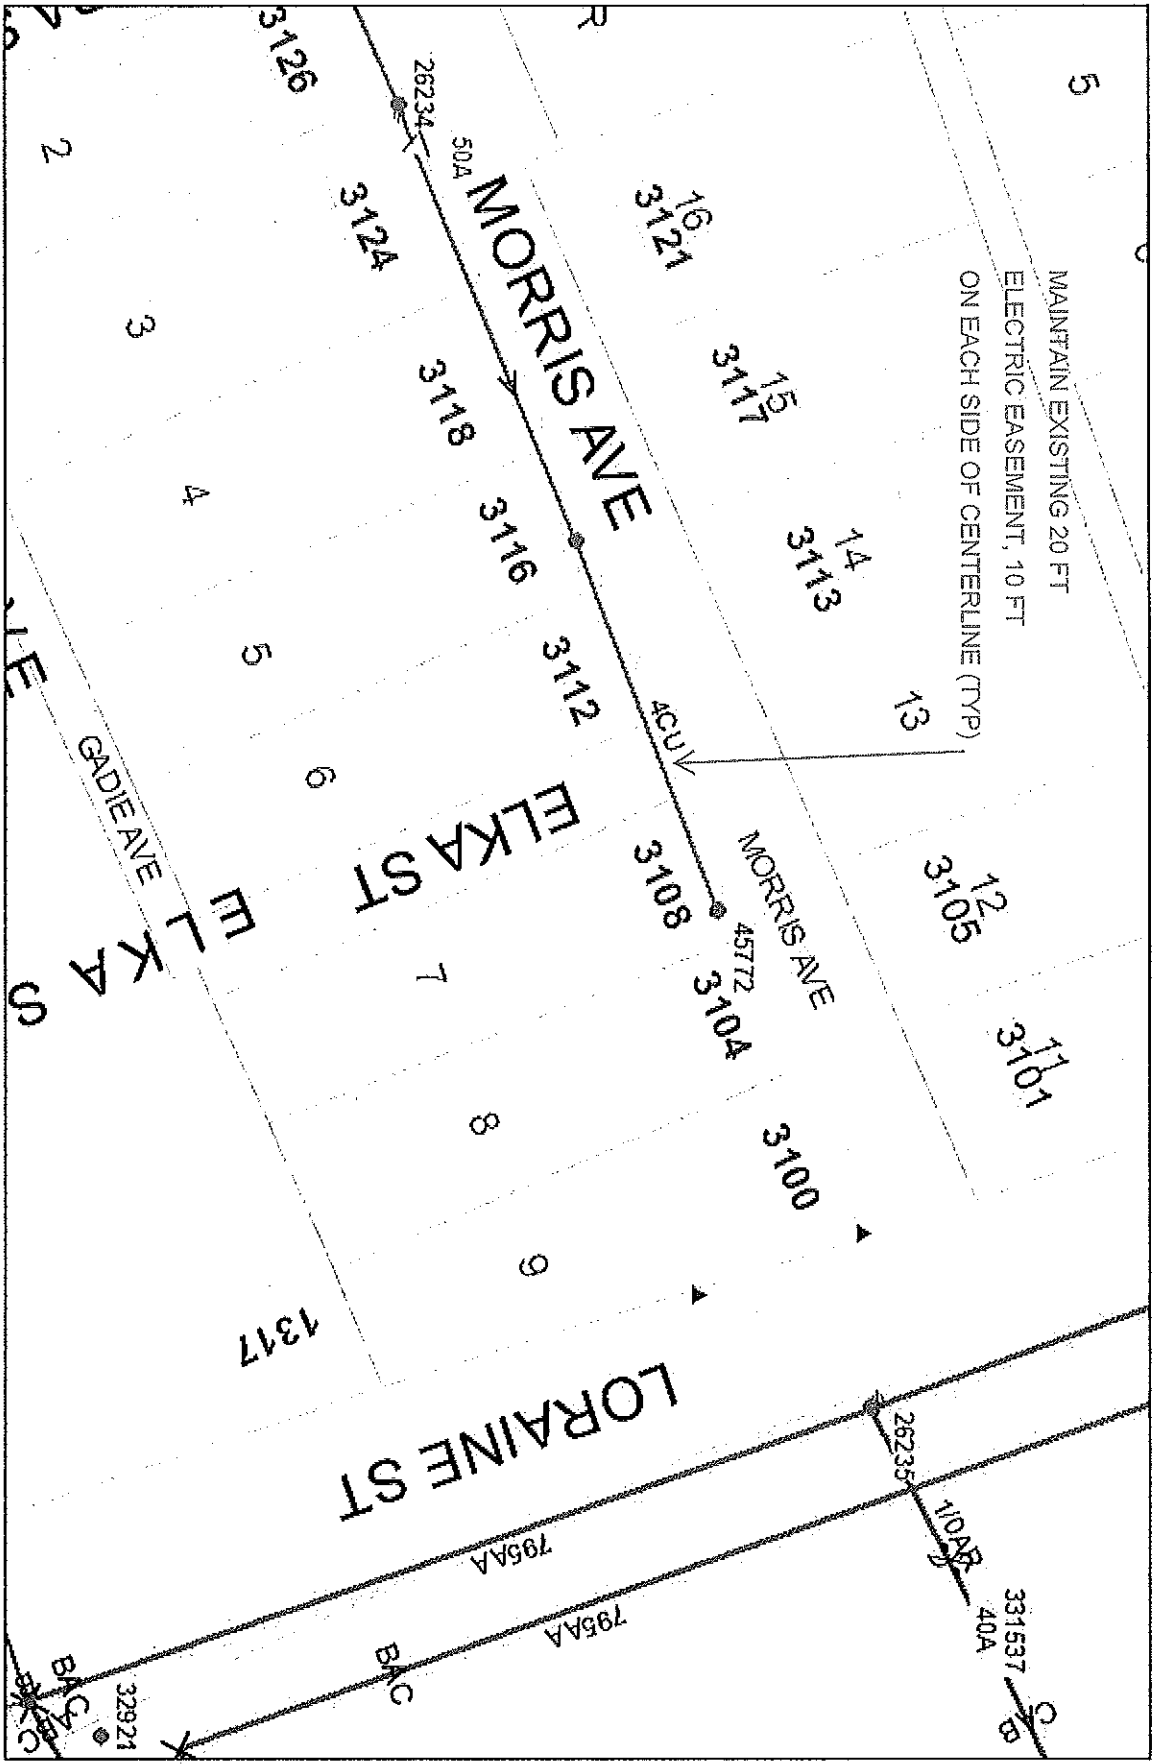 MAINTAIN EXISTING 20 FT
ELECTRIC EASEMENT, 10 FT
ON EACH SIDE OF CENTERLINE (TYP)
5
16
3121
15
3117
14
3113
13
12
3105
11
3101
R
MORRIS AVE
MORRIS AVE
50A
26234
4CU
45772
3126
3124
3118
3116
3112
3108
3104
3100
2
3
4
5
6
7
8
9
ELKA ST
ELKA S
GADIE AVE
1317
LORAINE ST
26235
1/0AR
40A
331537
C
B
795AA
795AA
BAC
BAC
32921
C